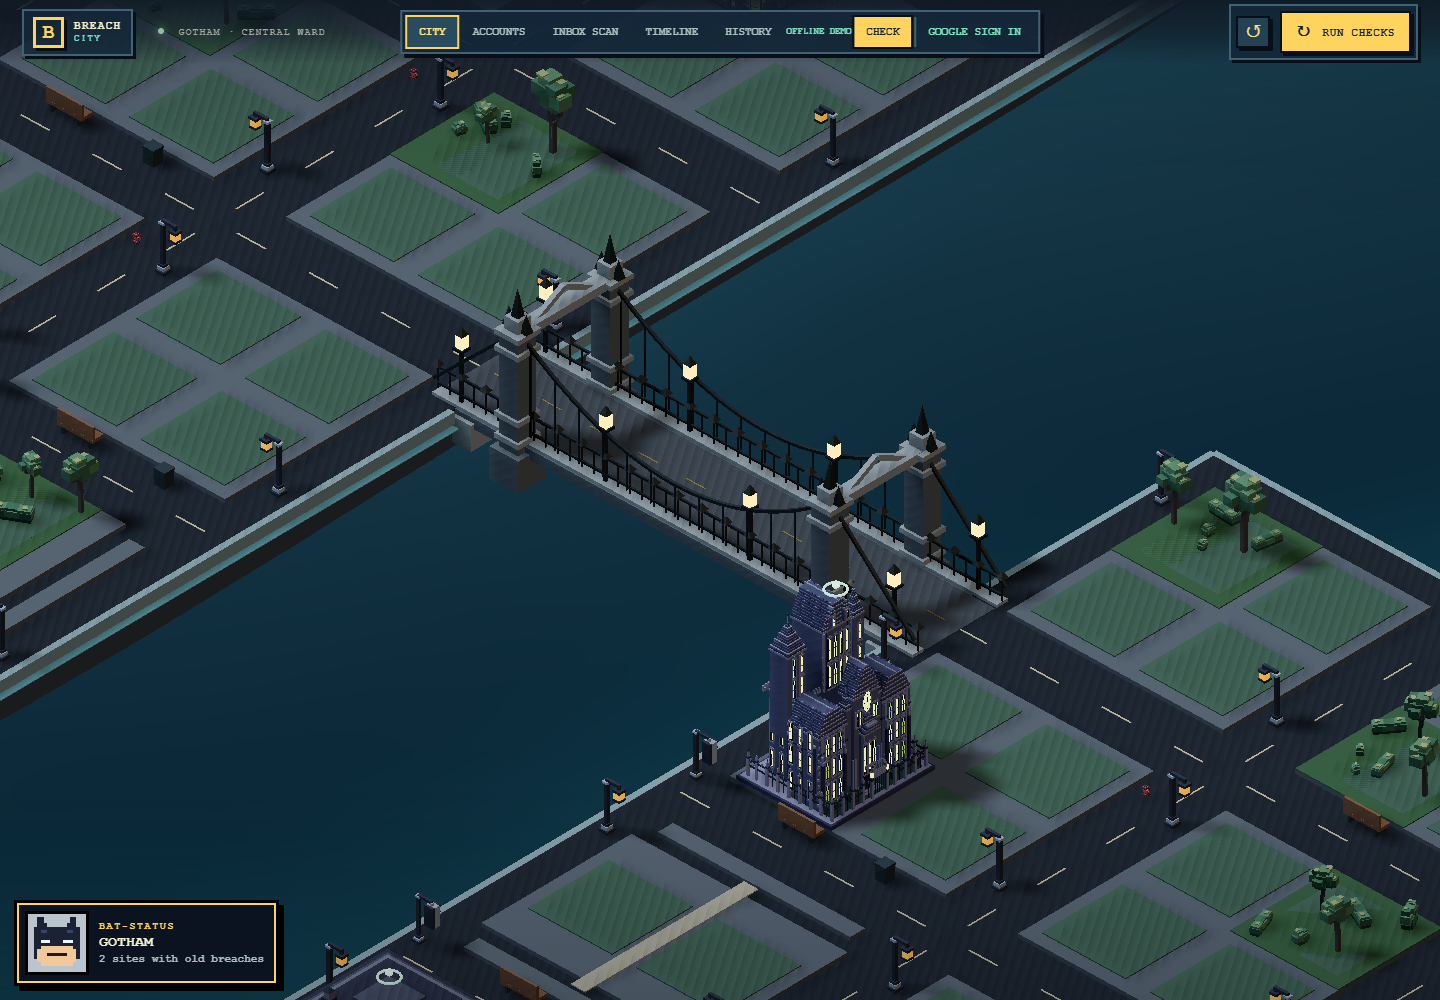 B
BREACH
CITY
GOTHAM · CENTRAL WARD
CITY
ACCOUNTS
INBOX SCAN
TIMELINE
HISTORY
OFFLINE DEMO
CHECK
GOOGLE SIGN IN
↺
↻ RUN CHECKS
BAT-STATUS
GOTHAM
2 sites with old breaches